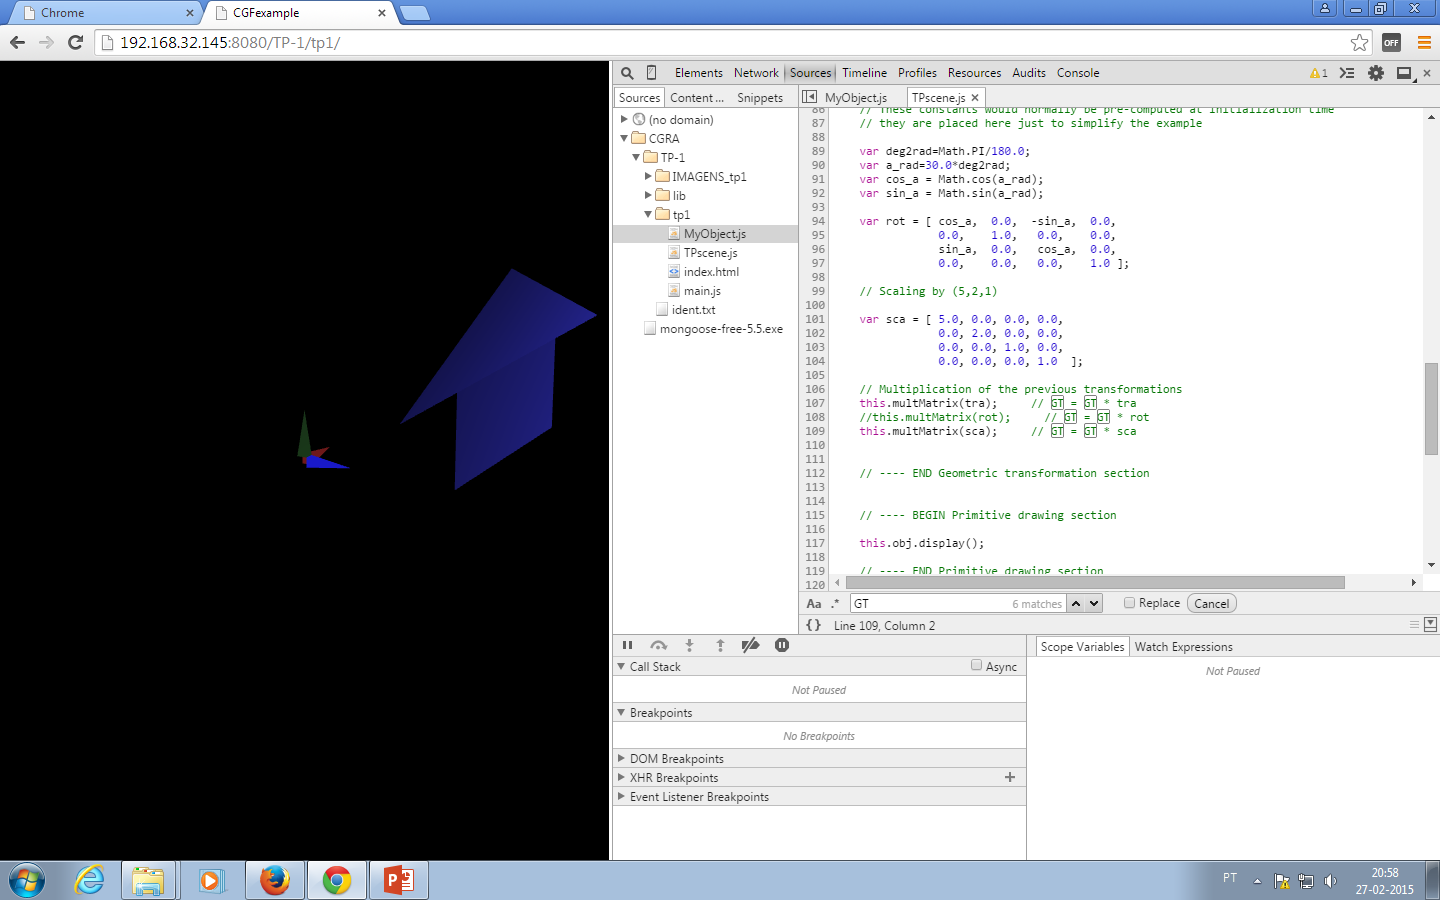 Chrome
CGFexample
192.168.32.145:8080/TP-1/tp1/
OFF
Elements Network Sources Timeline Profiles Resources Audits Console
1
Sources Content ... Snippets
MyObject.js
TPscene.js
(no domain)
CGRA
TP-1
IMAGENS_tp1
lib
tp1
MyObject.js
TPscene.js
index.html
main.js
ident.txt
mongoose-free-5.5.exe
86 // These constants would normally be pre-computed at initialization time
87 // they are placed here just to simplify the example
88
89 var deg2rad=Math.PI/180.0;
90 var a_rad=30.0*deg2rad;
91 var cos_a = Math.cos(a_rad);
92 var sin_a = Math.sin(a_rad);
93
94 var rot = [ cos_a, 0.0, -sin_a, 0.0,
95 0.0, 1.0, 0.0, 0.0,
96 sin_a, 0.0, cos_a, 0.0,
97 0.0, 0.0, 0.0, 1.0 ];
98
99 // Scaling by (5,2,1)
100
101 var sca = [ 5.0, 0.0, 0.0, 0.0,
102 0.0, 2.0, 0.0, 0.0,
103 0.0, 0.0, 1.0, 0.0,
104 0.0, 0.0, 0.0, 1.0 ];
105
106 // Multiplication of the previous transformations
107 this.multMatrix(tra); // GT = GT * tra
108 //this.multMatrix(rot); // GT = GT * rot
109 this.multMatrix(sca); // GT = GT * sca
110
111
112 // ---- END Geometric transformation section
113
114
115 // ---- BEGIN Primitive drawing section
116
117 this.obj.display();
118
119 // ---- END Primitive drawing section
120
Aa .* GT 6 matches Replace Cancel
{} Line 109, Column 2
Call Stack Async
Not Paused
Breakpoints
No Breakpoints
DOM Breakpoints
XHR Breakpoints
Event Listener Breakpoints
Scope Variables Watch Expressions
Not Paused
PT
20:58
27-02-2015